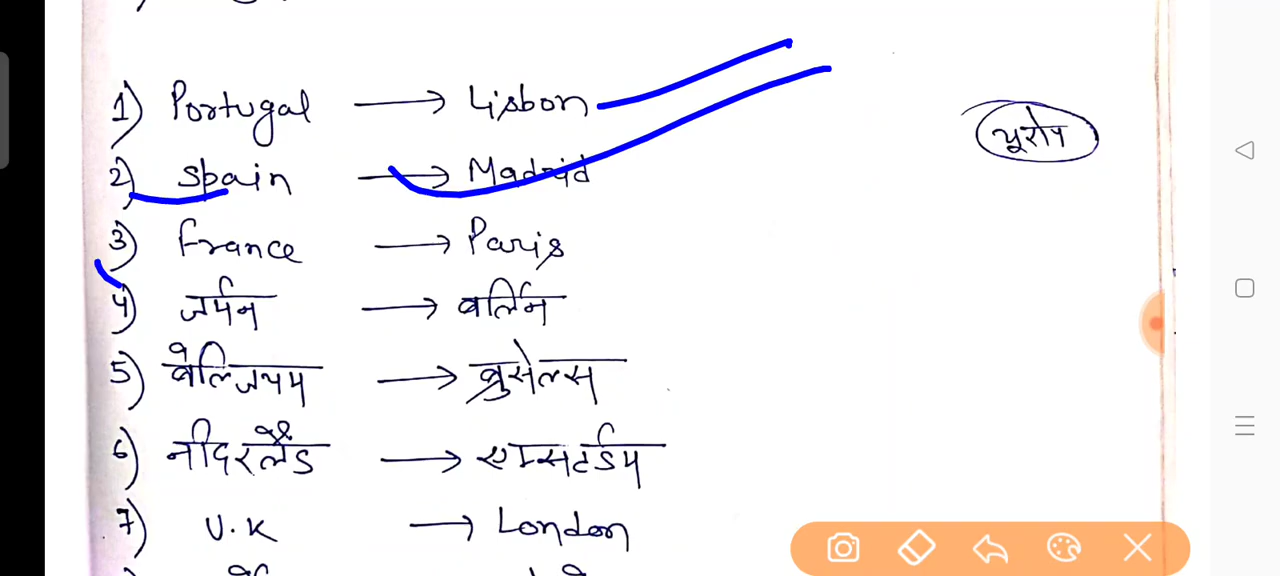 1) Portugal → Lisbon
यूरोप
2) Spain → Madrid
3) France → Paris
4) जर्मन → बर्लिन
5) बेल्जियम → ब्रुसेल्स
6) नीदरलैंड → एम्सटर्डम
7) U.K → London